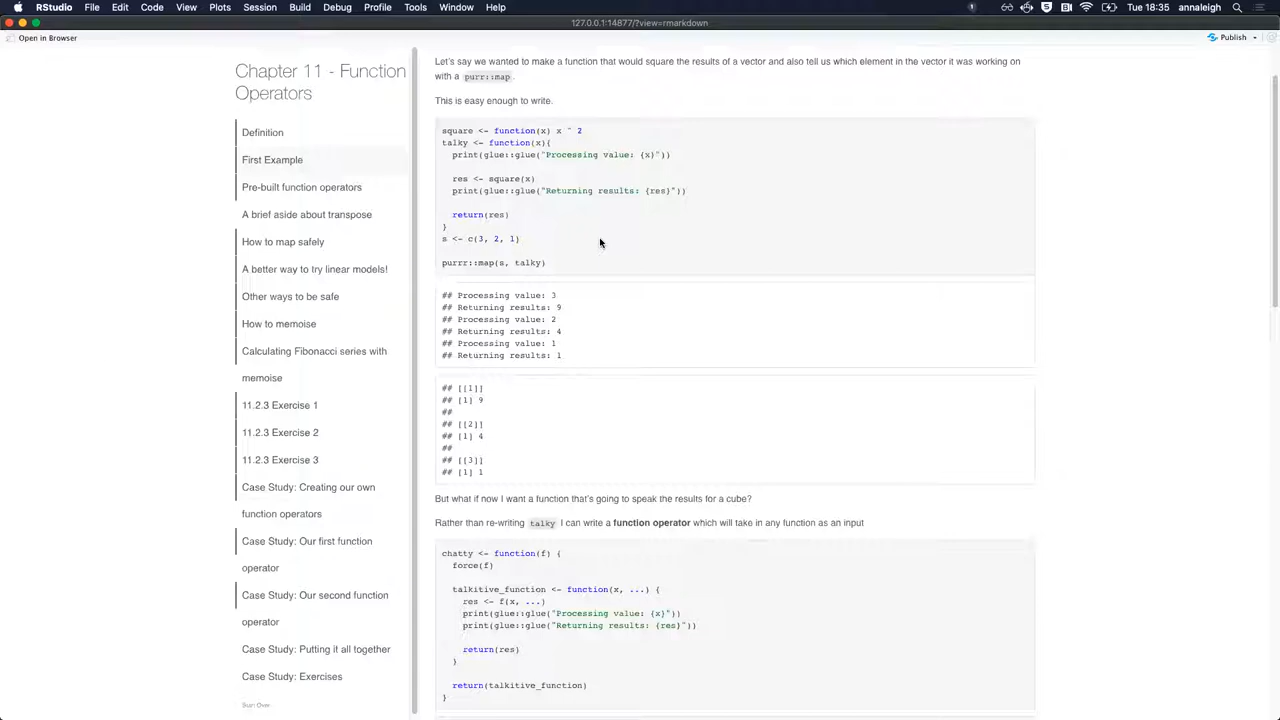 RStudio File Edit Code View Plots Session Build Debug Profile Tools Window Help Tue 18:35 annaleigh
127.0.0.1:14877/?view=rmarkdown
Open in Browser Publish
Chapter 11 - Function
Operators
Definition
First Example
Pre-built function operators
A brief aside about transpose
How to map safely
A better way to try linear models!
Other ways to be safe
How to memoise
Calculating Fibonacci series with
memoise
11.2.3 Exercise 1
11.2.3 Exercise 2
11.2.3 Exercise 3
Case Study: Creating our own
function operators
Case Study: Our first function
operator
Case Study: Our second function
operator
Case Study: Putting it all together
Case Study: Exercises
Start Over
Let's say we wanted to make a function that would square the results of a vector and also tell us which element in the vector it was working on
with a purr::map.
This is easy enough to write.
square <- function(x) x ^ 2
talky <- function(x){
print(glue::glue("Processing value: {x}"))
res <- square(x)
print(glue::glue("Returning results: {res}"))
return(res)
}
s <- c(3, 2, 1)
purrr::map(s, talky)
## Processing value: 3
## Returning results: 9
## Processing value: 2
## Returning results: 4
## Processing value: 1
## Returning results: 1
## [[1]]
## [1] 9
##
## [[2]]
## [1] 4
##
## [[3]]
## [1] 1
But what if now I want a function that's going to speak the results for a cube?
Rather than re-writing talky I can write a function operator which will take in any function as an input
chatty <- function(f) {
force(f)
talkitive_function <- function(x, ...) {
res <- f(x, ...)
print(glue::glue("Processing value: {x}"))
print(glue::glue("Returning results: {res}"))
return(res)
}
return(talkitive_function)
}